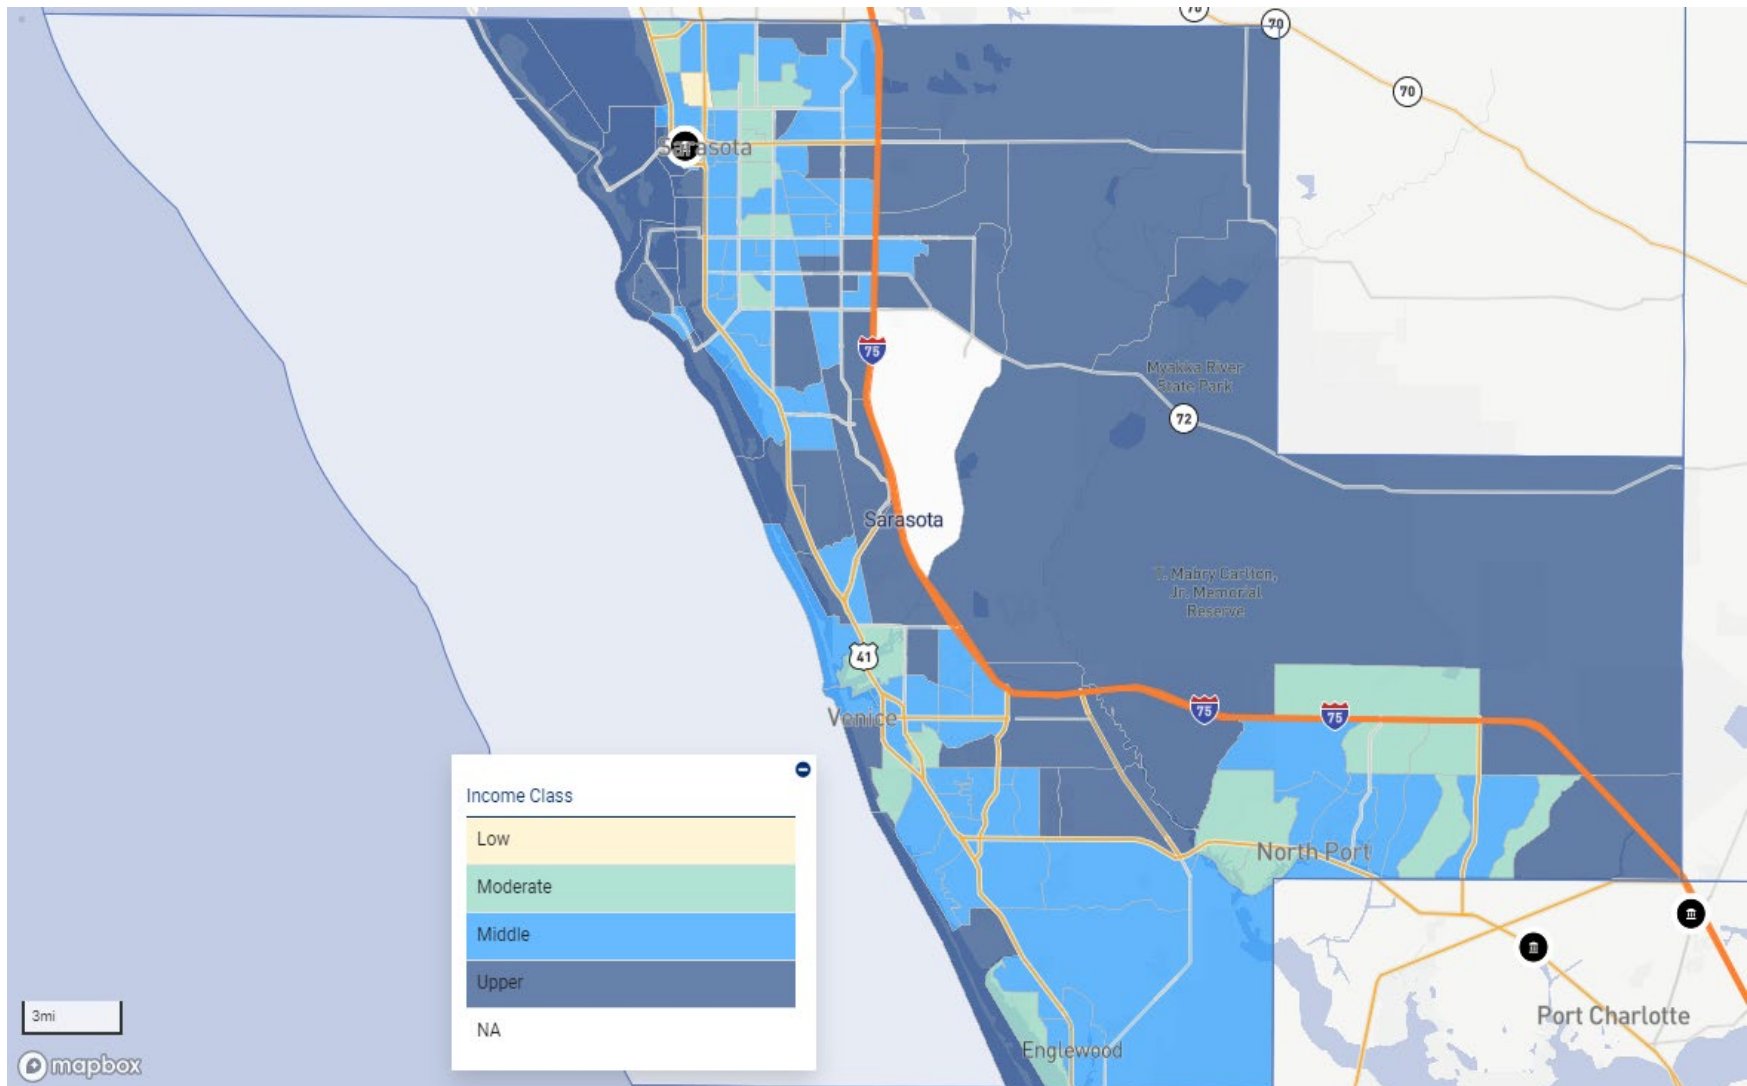 70
70
70
Sarasota
75
Myakka River
State Park
72
Sarasota
T. Mabry Carlton,
Jr. Memorial
Reserve
41
Venice
75
75
Income Class
Low
Moderate
Middle
Upper
NA
North Port
Port Charlotte
Englewood
3mi
mapbox